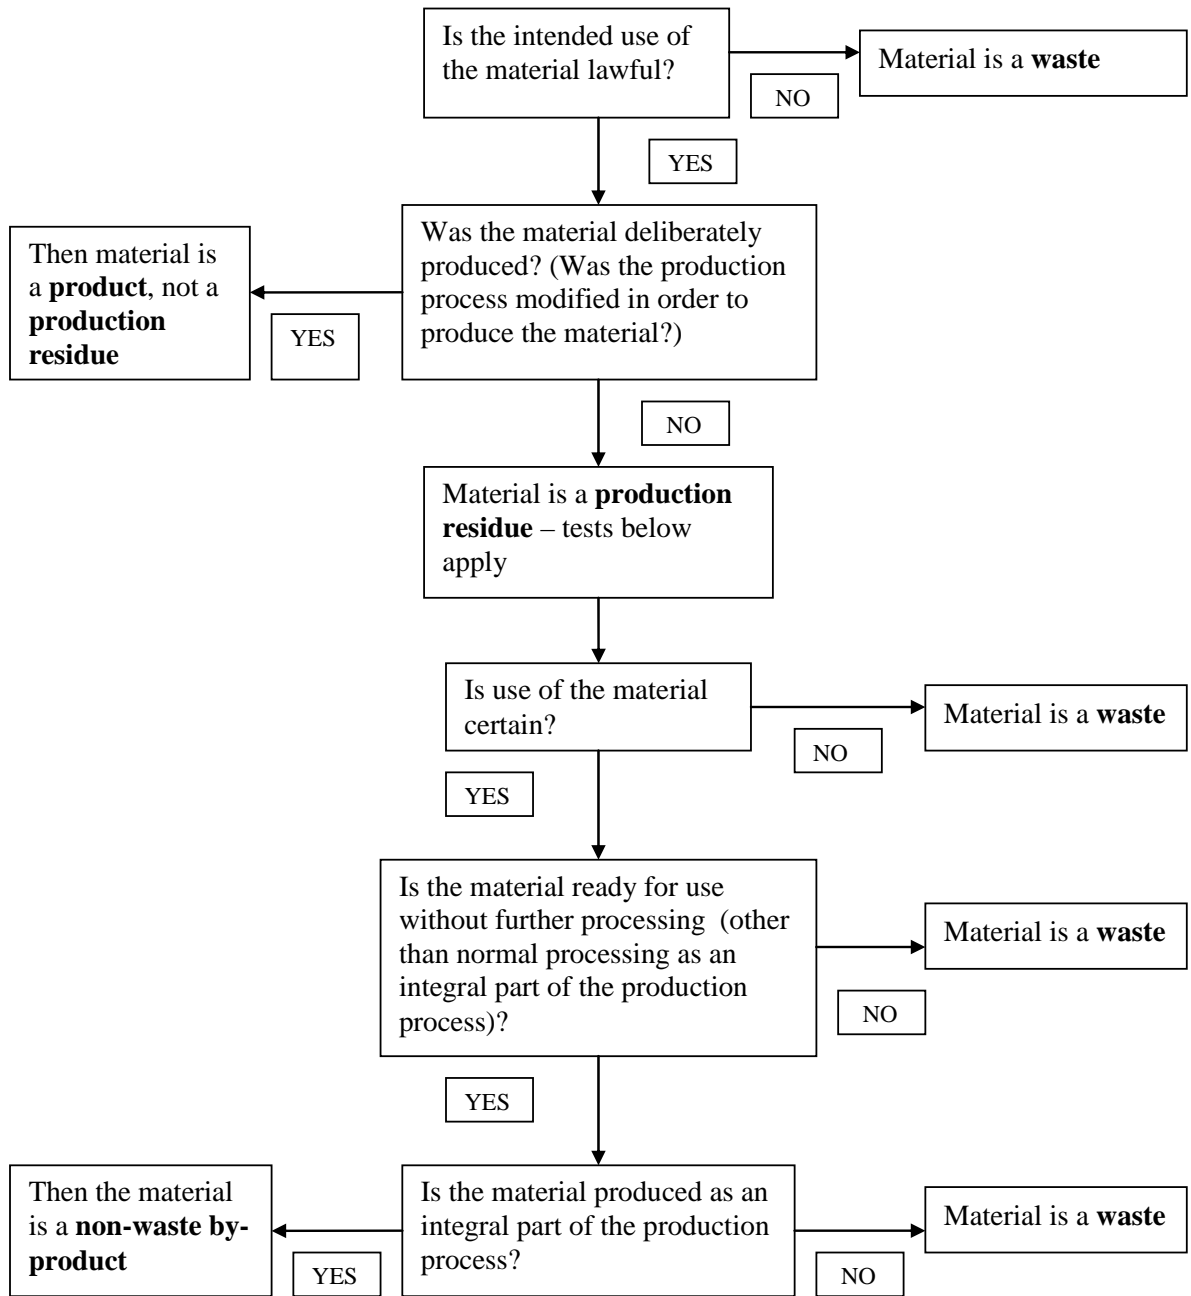 Is the intended use of
the material lawful?
Material is a waste
NO
YES
Was the material deliberately
produced? (Was the production
process modified in order to
produce the material?)
Then material is
a product, not a
production
residue
YES
NO
Material is a production
residue – tests below
apply
Is use of the material
certain?
Material is a waste
NO
YES
Is the material ready for use
without further processing (other
than normal processing as an
integral part of the production
process)?
Material is a waste
NO
YES
Then the material
is a non-waste by-
product
Is the material produced as an
integral part of the production
process?
Material is a waste
YES
NO